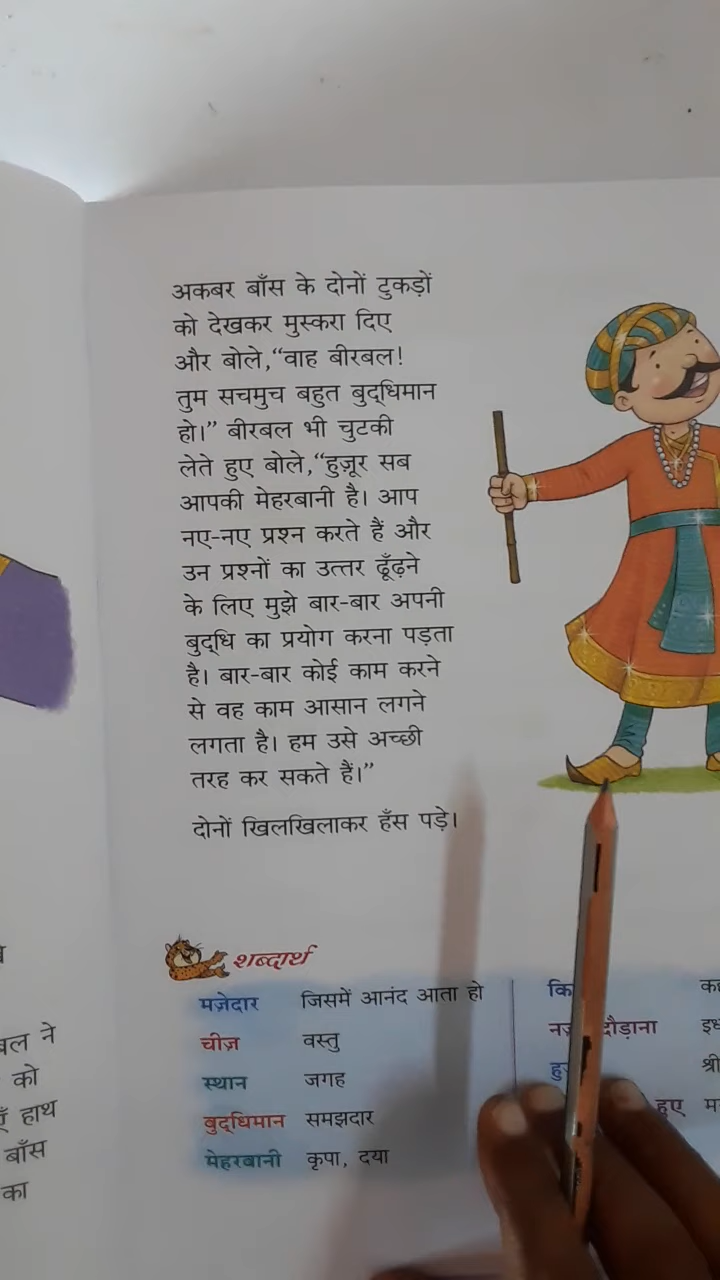 अकबर बाँस के दोनों टुकड़ों
को देखकर मुस्करा दिए
और बोले,“वाह बीरबल!
तुम सचमुच बहुत बुद्धिमान
हो।” बीरबल भी चुटकी
लेते हुए बोले,“हुज़ूर सब
आपकी मेहरबानी है। आप
नए-नए प्रश्न करते हैं और
उन प्रश्नों का उत्तर ढूँढ़ने
के लिए मुझे बार-बार अपनी
बुद्धि का प्रयोग करना पड़ता
है। बार-बार कोई काम करने
से वह काम आसान लगने
लगता है। हम उसे अच्छी
तरह कर सकते हैं।”
दोनों खिलखिलाकर हँस पड़े।
ने
को
हाथ
बाँस
का
शब्दार्थ
मज़ेदार जिसमें आनंद आता हो
चीज़ वस्तु
स्थान जगह
बुद्धिमान समझदार
मेहरबानी कृपा, दया
दौड़ाना
हुए